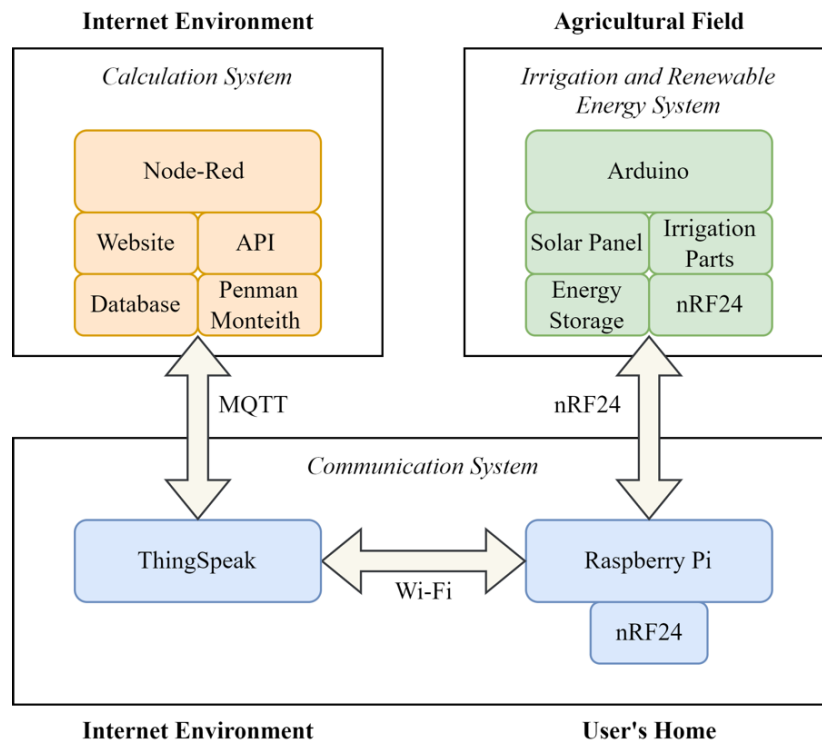 Internet Environment
Agricultural Field
Calculation System
Irrigation and Renewable
Energy System
Node-Red
Website
API
Database
Penman
Monteith
Arduino
Solar Panel
Irrigation
Parts
Energy
Storage
nRF24
MQTT
nRF24
Communication System
ThingSpeak
Wi-Fi
Raspberry Pi
nRF24
Internet Environment
User's Home